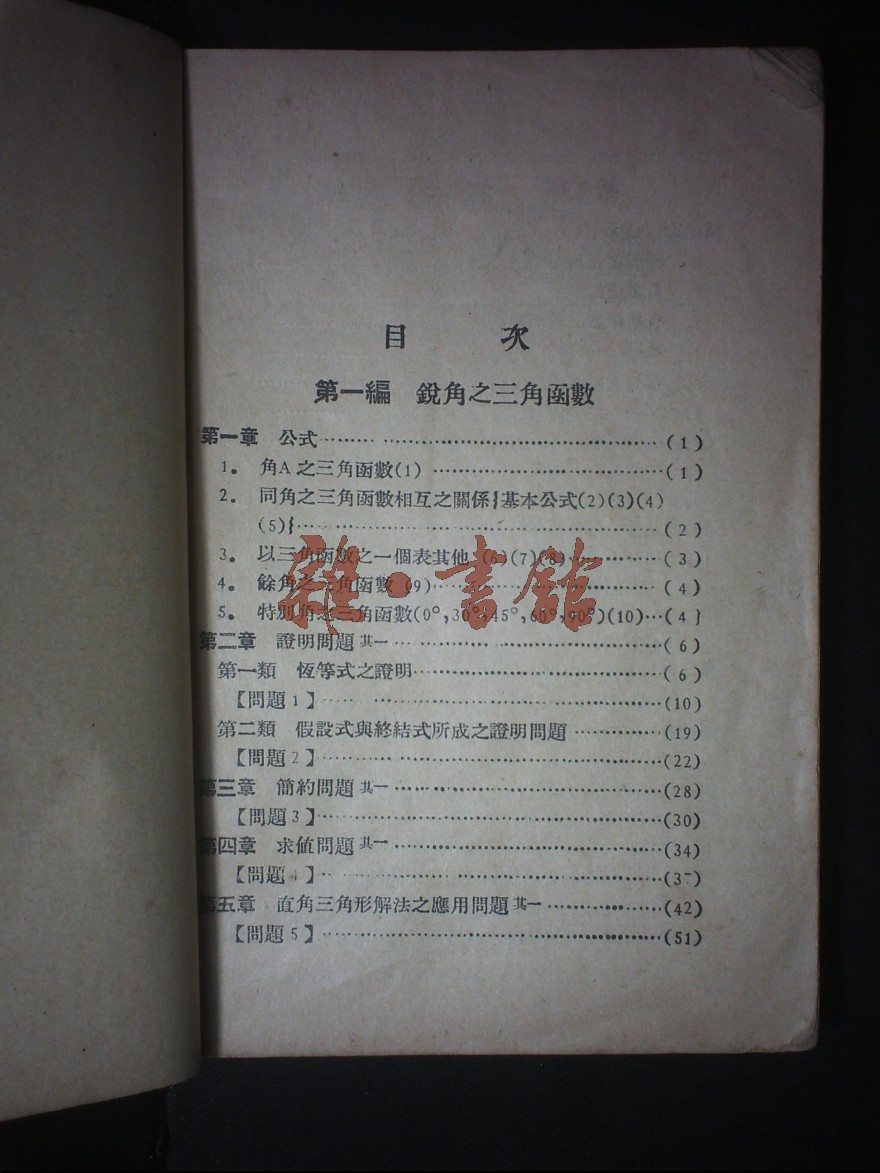 目 次
第一編 銳角之三角函數
第一章 公式……………………………………(1)
1。 角A之三角函數(1)……………………………(1)
2。 同角之三角函數相互之關係{基本公式(2)(3)(4)
(5)}……………………………………(2)
3。 以三角函數之一個表其他 (6)(7)(8)……………(3)
4。 餘角之三角函數(9)……………………………(4)
5。 特別角之三角函數(0°,30°,45°,60°,90°)(10)…(4}
第二章 證明問題其一……………………………(6)
第一類 恆等式之證明……………………………(6)
【問題1】……………………………………(10)
第二類 假設式與終結式所成之證明問題……………(19)
【問題2】……………………………………(22)
第三章 簡約問題其一……………………………(28)
【問題3】……………………………………(30)
第四章 求値問題其一……………………………(34)
【問題4】……………………………………(37)
第五章 直角三角形解法之應用問題其一……………(42)
【問題5】……………………………………(51)
雜·書館